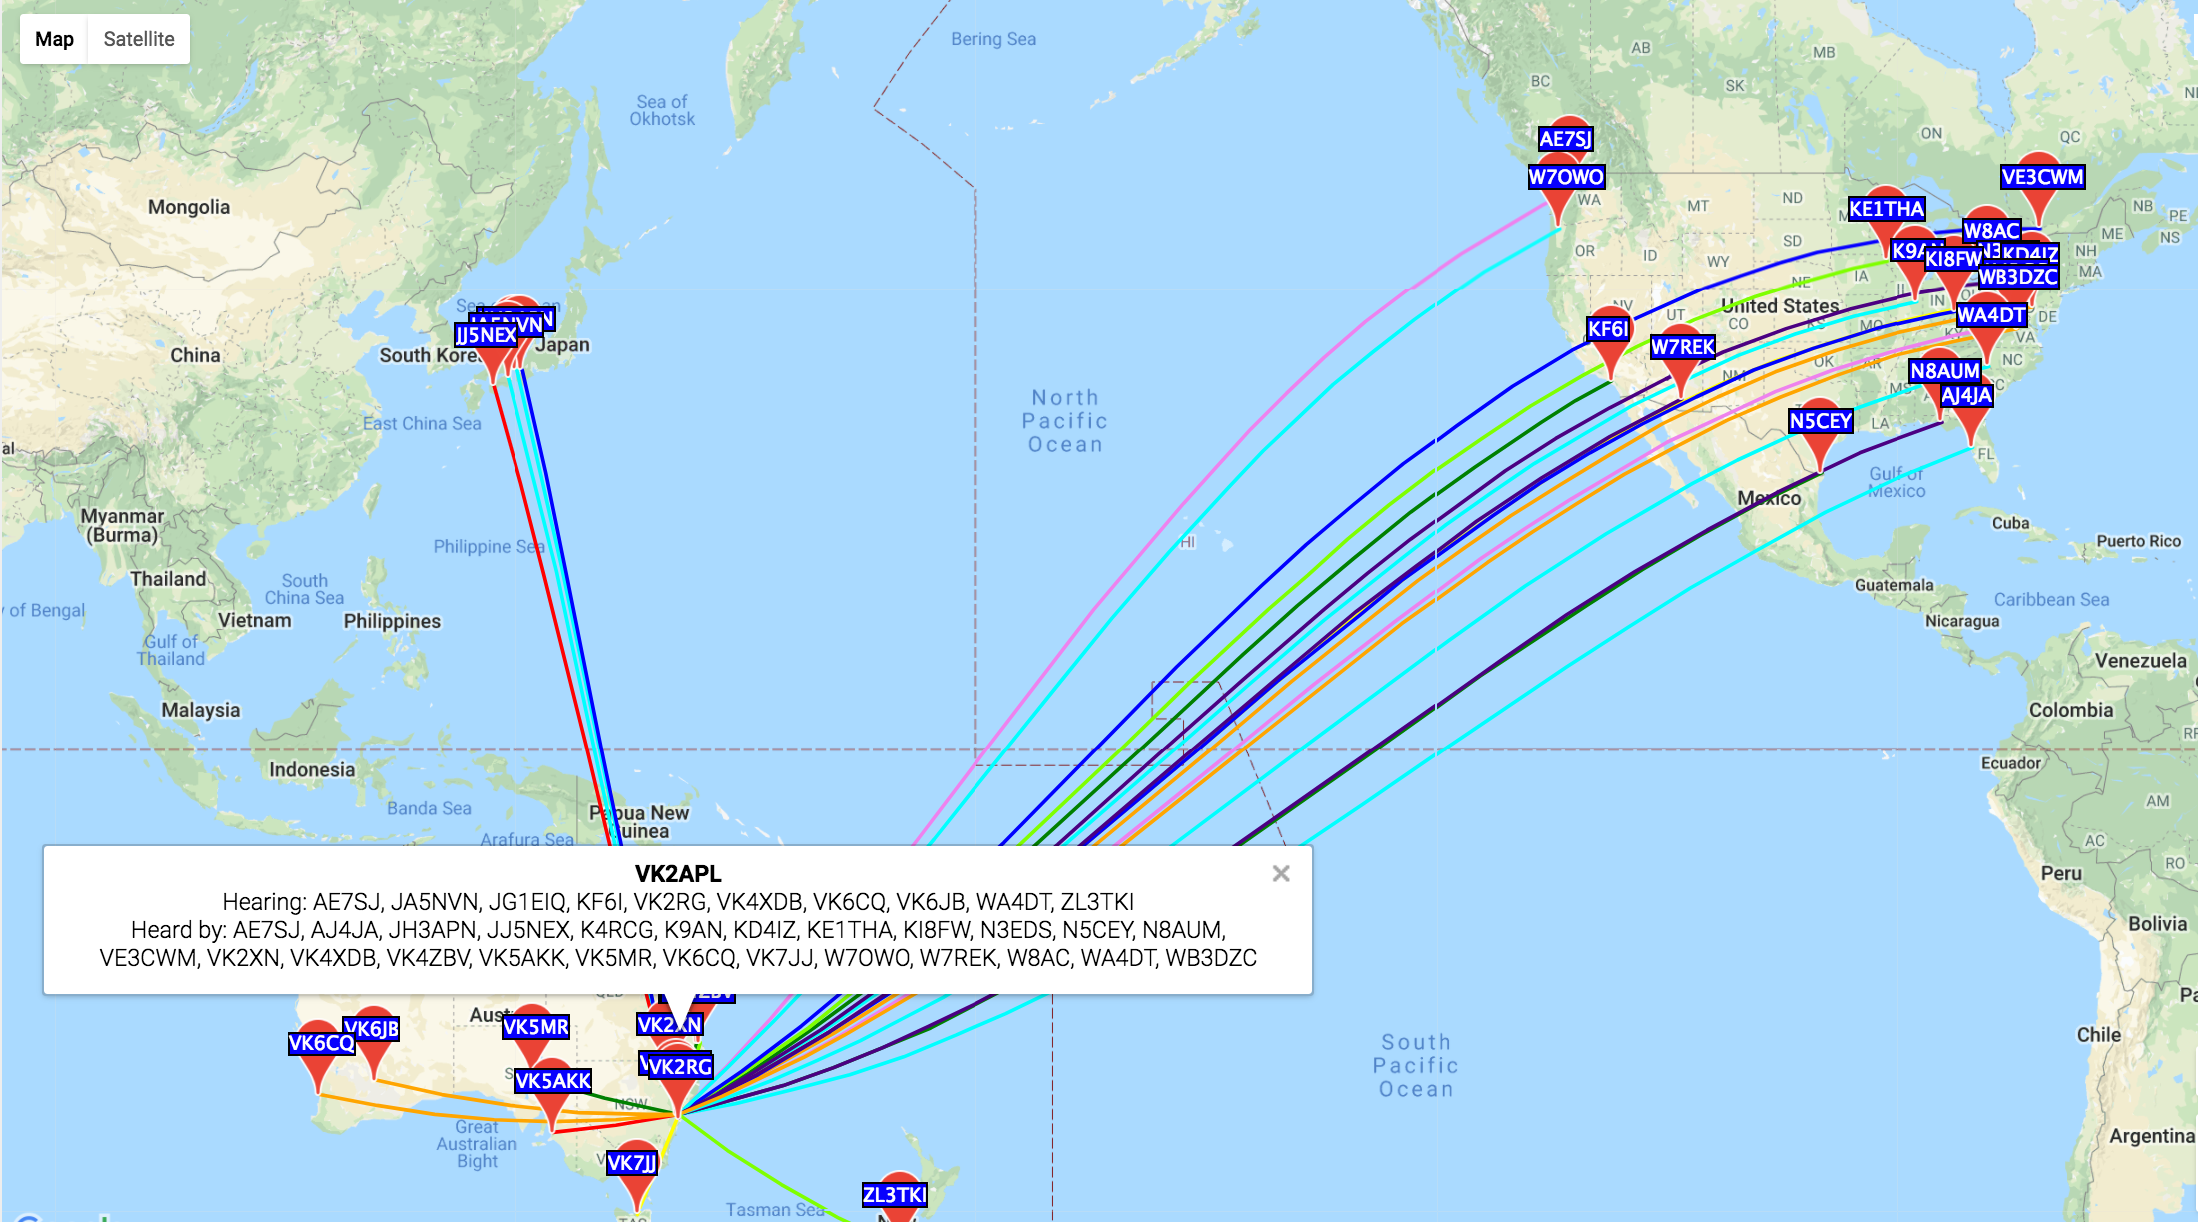 Map Satellite
Bering Sea
Sea of
Okhotsk
AB
MB
BC
SK
ON
QC
AE7SJ
W7OWO
VE3CWM
WA
MT
ND
KE1THA
NB
PE
ME
NS
Mongolia
W8AC
NH
OR
ID
SD
WY
KI8FW
KD4IZ
MA
IA
WB3DZC
NE
IN
NV
UT
United States
CO
KS
MO
KY
WA4DT
DE
VA
KF6I
W7REK
OK
AR
NC
NM
MS
N8AUM
AJ4JA
N5CEY
LA
FL
Gulf of
Mexico
JJ5NEX
Japan
South Korea
China
East China Sea
North
Pacific
Ocean
HI
Mexico
Cuba
Puerto Rico
Myanmar
(Burma)
Philippine Sea
Thailand
South
China Sea
Vietnam
Philippines
Gulf of
Thailand
Guatemala
Caribbean Sea
Nicaragua
Venezuela
Malaysia
Colombia
Indonesia
Ecuador
Banda Sea
Papua New
Guinea
Arafura Sea
AM
AC
RO
Peru
Bolivia
VK2APL
Hearing: AE7SJ, JA5NVN, JG1EIQ, KF6I, VK2RG, VK4XDB, VK6CQ, VK6JB, WA4DT, ZL3TKI
Heard by: AE7SJ, AJ4JA, JH3APN, JJ5NEX, K4RCG, K9AN, KD4IZ, KE1THA, KI8FW, N3EDS, N5CEY, N8AUM,
VE3CWM, VK2XN, VK4XDB, VK4ZBV, VK5AKK, VK5MR, VK6CQ, VK7JJ, W7OWO, W7REK, W8AC, WA4DT, WB3DZC
QLD
VK6CQ
VK6JB
VK5MR
VK2XN
VK2RG
VK5AKK
NSW
Great
Australian
Bight
VK7JJ
ZL3TKI
Tasman Sea
TAS
South
Pacific
Ocean
Chile
Argentina